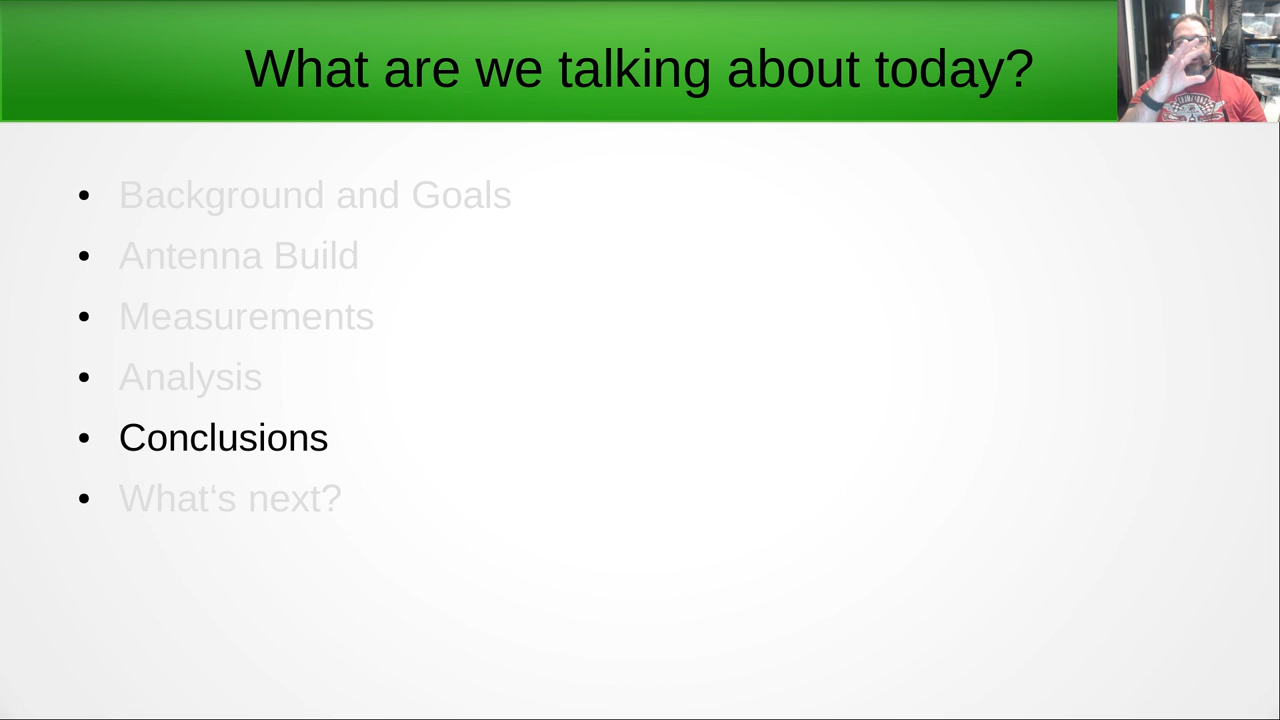 What are we talking about today?
Background and Goals
Antenna Build
Measurements
Analysis
Conclusions
What‘s next?